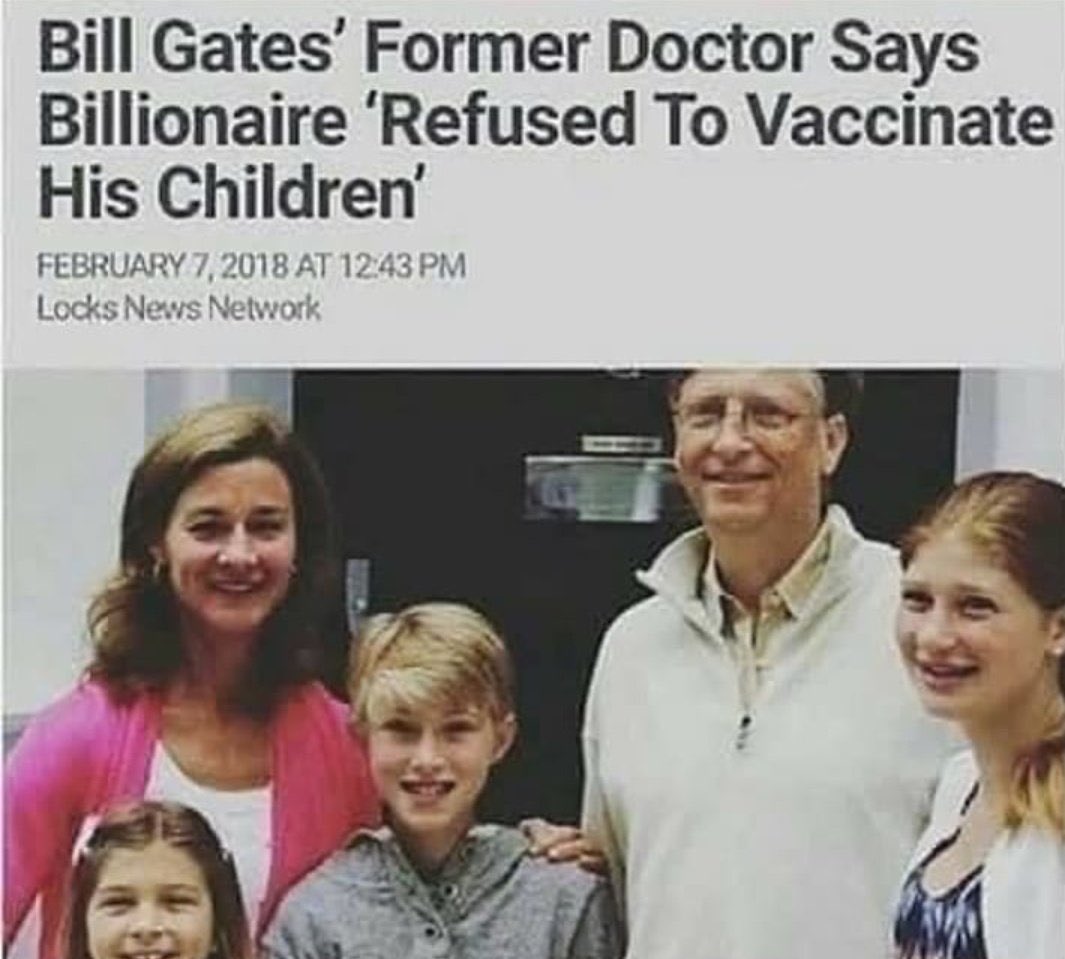 Bill Gates’ Former Doctor Says
Billionaire ‘Refused To Vaccinate
His Children’
FEBRUARY 7, 2018 AT 12:43 PM
Locks News Network